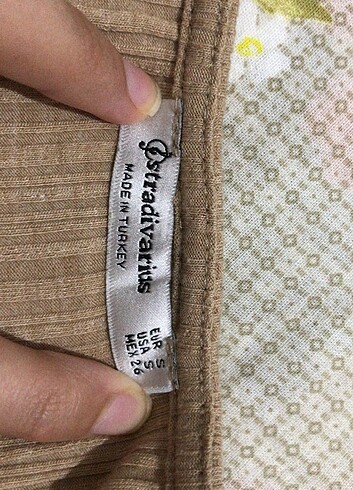 Stradivarius
MADE IN TURKEY
EUR S
USA S
MEX 26